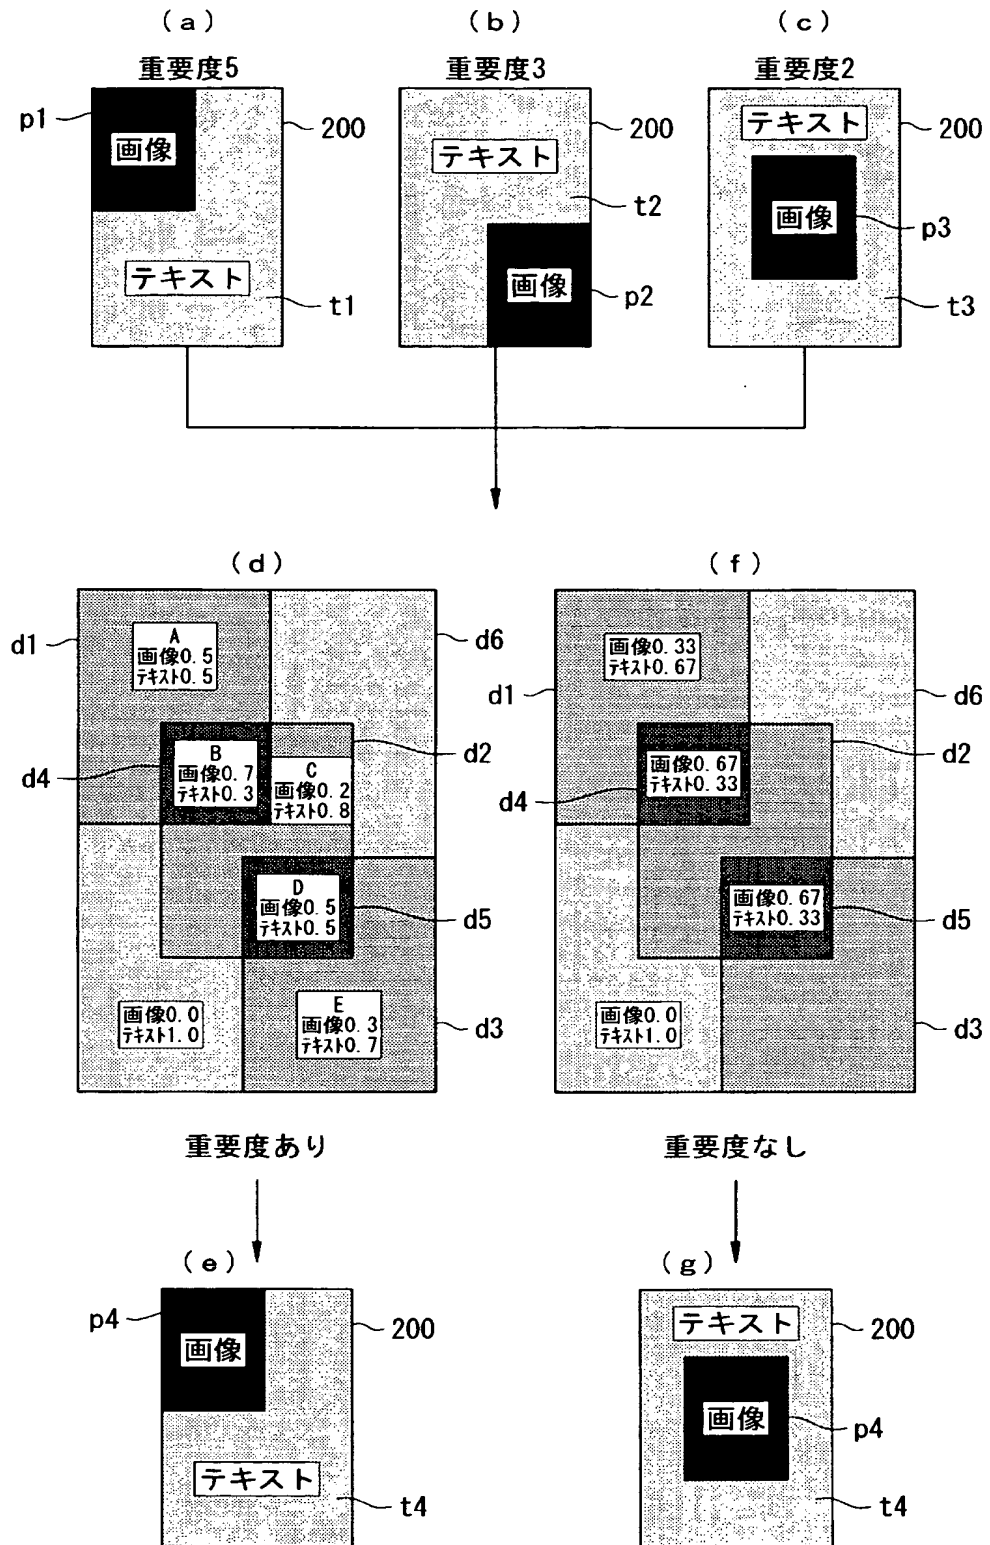 (a)
(b)
(c)
重要度5
重要度3
重要度2
p1
画像
200
テキスト
t1
テキスト
200
t2
画像
p2
テキスト
200
画像
p3
t3
(d)
(f)
d1
A
画像0.5
テキスト0.5
d6
d2
d4
B
画像0.7
テキスト0.3
C
画像0.2
テキスト0.8
D
画像0.5
テキスト0.5
d5
画像0.0
テキスト1.0
E
画像0.3
テキスト0.7
d3
画像0.33
テキスト0.67
d1
d6
d2
d4
画像0.67
テキスト0.33
画像0.67
テキスト0.33
d5
画像0.0
テキスト1.0
d3
重要度あり
重要度なし
(e)
(g)
p4
画像
200
テキスト
t4
テキスト
200
画像
p4
t4